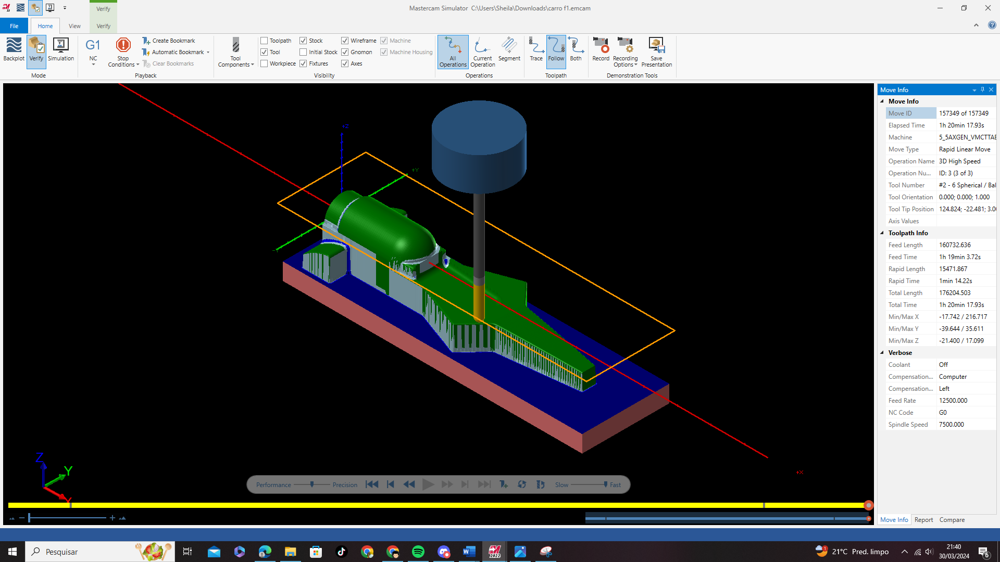 Verify
Mastercam Simulator C:\Users\Sheila\Downloads\carro f1.emcam
File
Home
View
Verify
Backplot
Verify
Simulation
Mode
G1
NC
Stop
Conditions
Create Bookmark
Automatic Bookmark
Clear Bookmarks
Playback
Tool
Components
Toolpath
Stock
Wireframe
Machine
Tool
Initial Stock
Gnomon
Machine Housing
Workpiece
Fixtures
Axes
Visibility
All
Operations
Current
Operation
Segment
Operations
Trace
Follow
Both
Toolpath
Record
Recording
Options
Save
Presentation
Demonstration Tools
+Z
+Y
-Y
+X
Z
Y
Performance
Precision
Slow
Fast
Move Info
Move Info
Move ID 157349 of 157349
Elapsed Time 1h 20min 17.93s
Machine 5_5AXGEN_VMCTTAB
Move Type Rapid Linear Move
Operation Name 3D High Speed
Operation Nu... ID: 3 (3 of 3)
Tool Number #2 - 6 Spherical / Bal
Tool Orientation 0.000; 0.000; 1.000
Tool Tip Position 124.824; -22.481; 3.00
Axis Values
Toolpath Info
Feed Length 160732.636
Feed Time 1h 19min 3.72s
Rapid Length 15471.867
Rapid Time 1min 14.22s
Total Length 176204.503
Total Time 1h 20min 17.93s
Min/Max X -17.742 / 216.717
Min/Max Y -39.644 / 35.611
Min/Max Z -21.400 / 17.099
Verbose
Coolant Off
Compensation... Computer
Compensation... Left
Feed Rate 12500.000
NC Code G0
Spindle Speed 7500.000
Move Info
Report
Compare
Pesquisar
2022
1
21°C Pred. limpo
21:40
30/03/2024
6